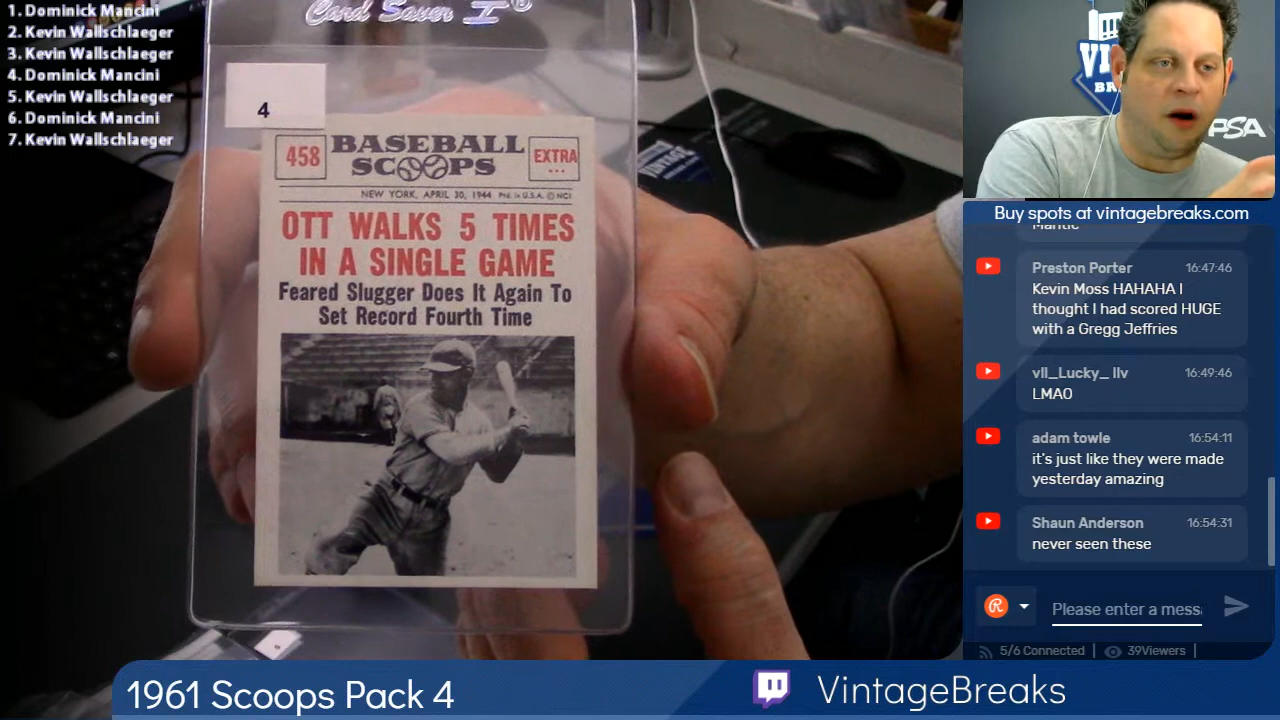 1. Dominick Mancini
2. Kevin Wallschlaeger
3. Kevin Wallschlaeger
4. Dominick Mancini
5. Kevin Wallschlaeger
6. Dominick Mancini
7. Kevin Wallschlaeger
Card Saver I®
4
458
BASEBALL
SCOOPS
EXTRA
...
NEW YORK, APRIL 30, 1944 Ptd. in U.S.A. © NCI
OTT WALKS 5 TIMES
IN A SINGLE GAME
Feared Slugger Does It Again To
Set Record Fourth Time
PSA
Buy spots at vintagebreaks.com
Mantle
Preston Porter 16:47:46
Kevin Moss HAHAHA I
thought I had scored HUGE
with a Gregg Jeffries
vII_Lucky_ IIv 16:49:46
LMAO
adam towle 16:54:11
it's just like they were made
yesterday amazing
Shaun Anderson 16:54:31
never seen these
Please enter a mess
5/6 Connected | 39Viewers |
1961 Scoops Pack 4
VintageBreaks